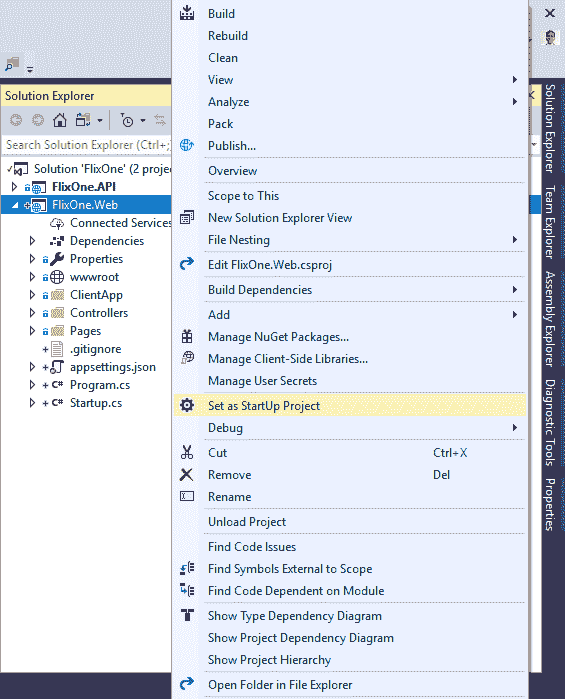 Solution Explorer
Search Solution Explorer (Ctrl+;
Solution 'FlixOne' (2 proje
FlixOne.API
FlixOne.Web
Connected Services
Dependencies
Properties
wwwroot
ClientApp
Controllers
Pages
.gitignore
appsettings.json
C# Program.cs
C# Startup.cs
Build
Rebuild
Clean
View
Analyze
Pack
Publish...
Overview
Scope to This
New Solution Explorer View
File Nesting
Edit FlixOne.Web.csproj
Build Dependencies
Add
Manage NuGet Packages...
Manage Client-Side Libraries...
Manage User Secrets
Set as StartUp Project
Debug
Cut Ctrl+X
Remove Del
Rename
Unload Project
Find Code Issues
Find Symbols External to Scope
Find Code Dependent on Module
Show Type Dependency Diagram
Show Project Dependency Diagram
Show Project Hierarchy
Open Folder in File Explorer
Solution Explorer
Team Explorer
Assembly Explorer
Diagnostic Tools
Properties